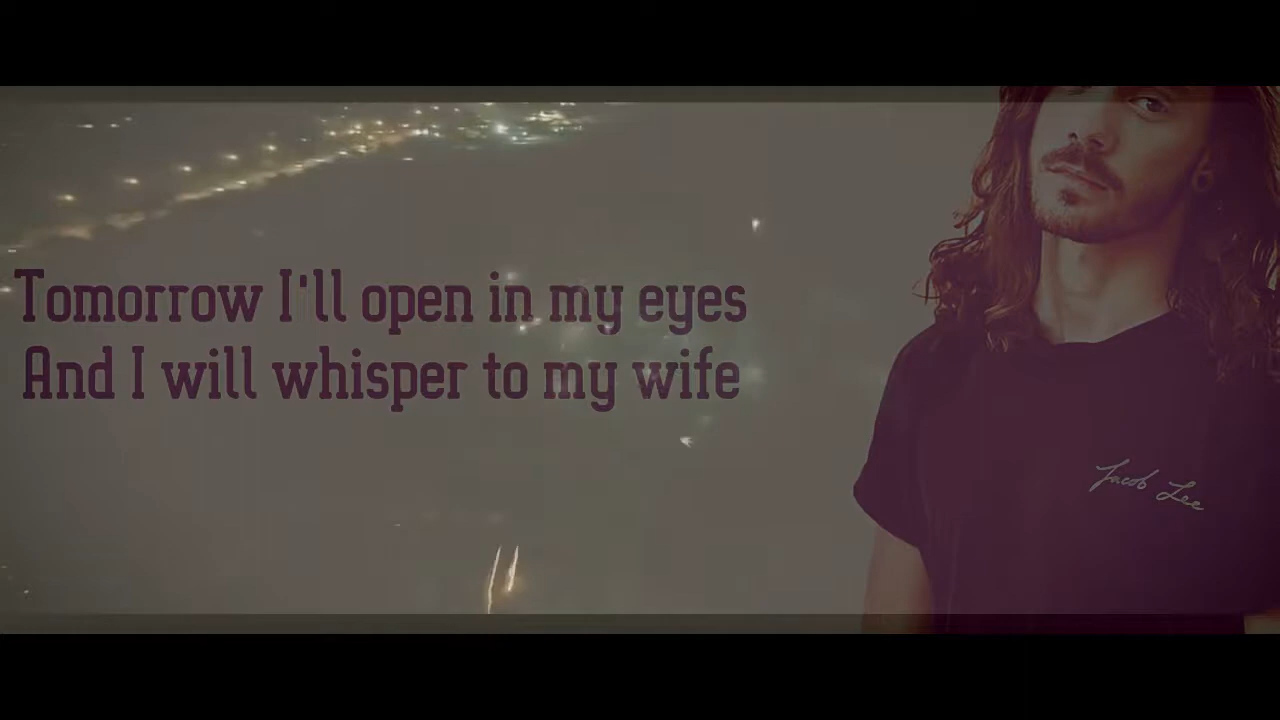 Tomorrow I'll open in my eyes
And I will whisper to my wife
Jacob Lee